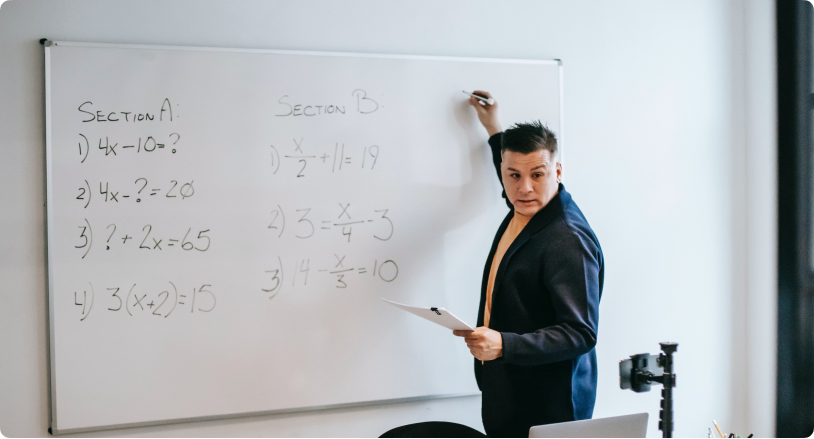 SECTION A:
1) 4x-10=?
2) 4x-?=20
3) ?+2x=65
4) 3(x+2)=15
SECTION B:
1) x/2+11=19
2) 3=x/4-3
3) 14-x/3=10